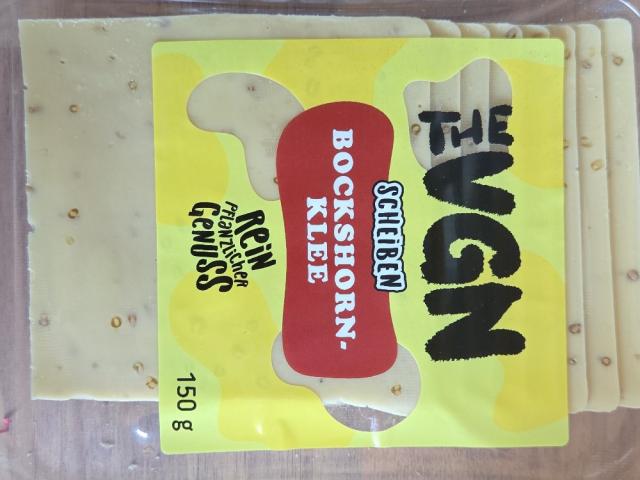 THE
VGN
SCHEiBEN
BOCKSHORN-
KLEE
REiN
PFLANZLiCHER
GENUSS
150 g